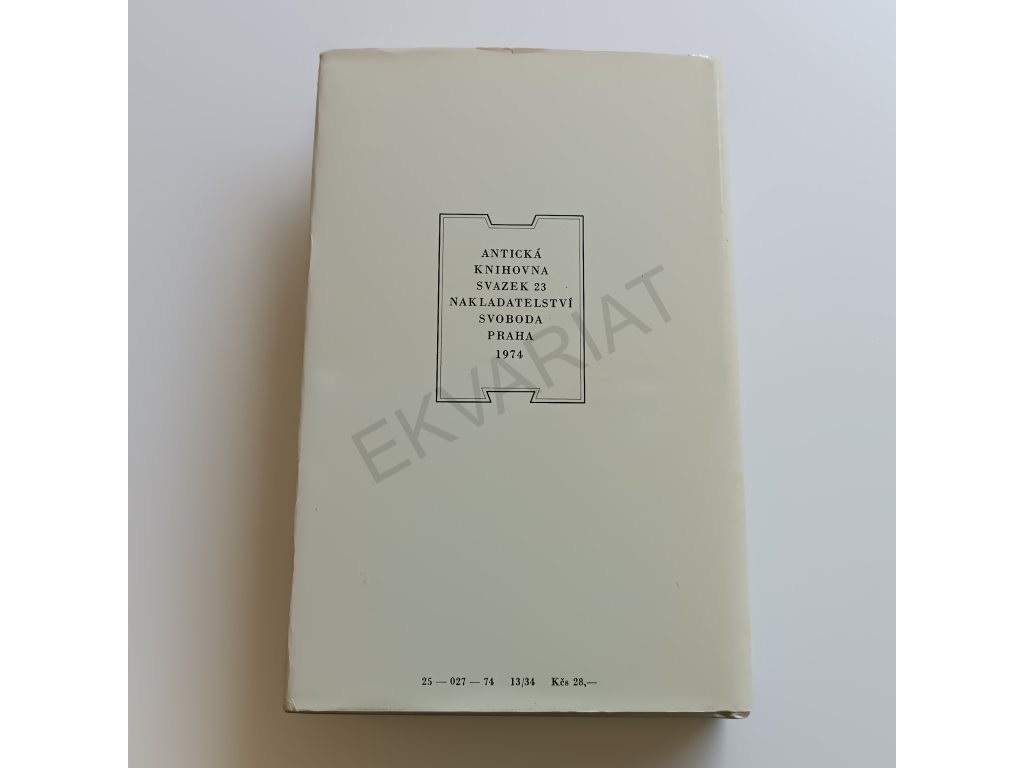 ANTICKÁ
KNIHOVNA
SVAZEK 23
NAKLADATELSTVÍ
SVOBODA
PRAHA
1974
EKVARIAT
25 — 027 — 74 13/34 Kčs 28,—